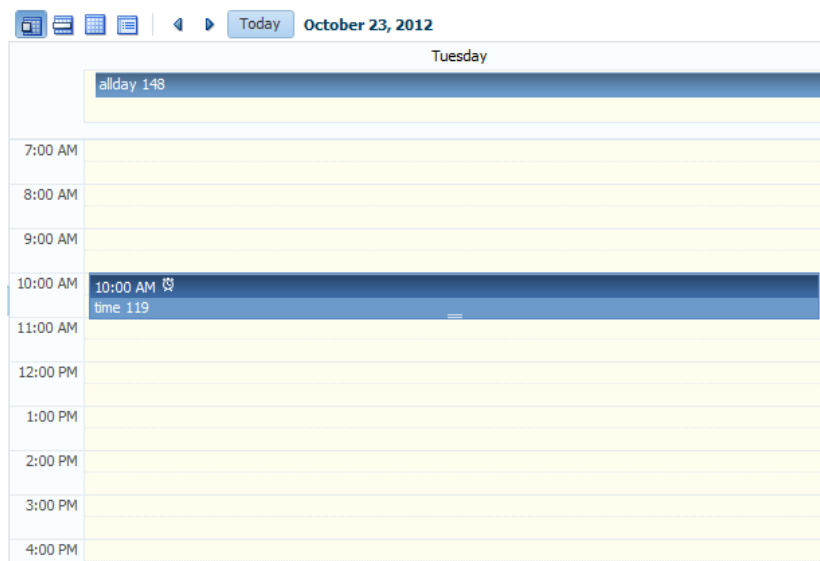 Today October 23, 2012
Tuesday
allday 148
7:00 AM
8:00 AM
9:00 AM
10:00 AM
10:00 AM
time 119
11:00 AM
12:00 PM
1:00 PM
2:00 PM
3:00 PM
4:00 PM